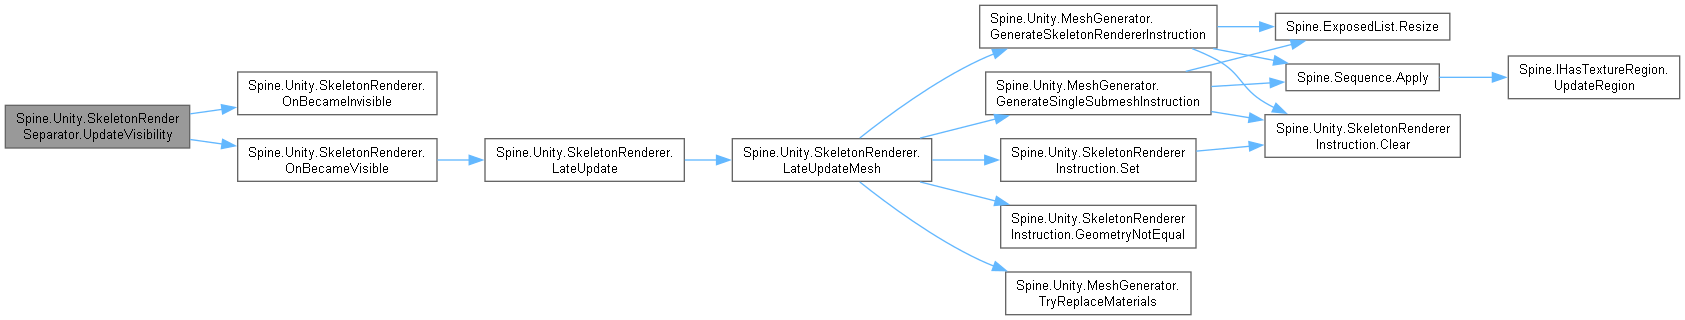 Spine.Unity.SkeletonRender
Separator.UpdateVisibility
Spine.Unity.SkeletonRenderer.
OnBecameInvisible
Spine.Unity.SkeletonRenderer.
OnBecameVisible
Spine.Unity.SkeletonRenderer.
LateUpdate
Spine.Unity.SkeletonRenderer.
LateUpdateMesh
Spine.Unity.MeshGenerator.
GenerateSkeletonRendererInstruction
Spine.Unity.MeshGenerator.
GenerateSingleSubmeshInstruction
Spine.Unity.SkeletonRenderer
Instruction.Set
Spine.Unity.SkeletonRenderer
Instruction.GeometryNotEqual
Spine.Unity.MeshGenerator.
TryReplaceMaterials
Spine.ExposedList.Resize
Spine.Sequence.Apply
Spine.Unity.SkeletonRenderer
Instruction.Clear
Spine.IHasTextureRegion.
UpdateRegion